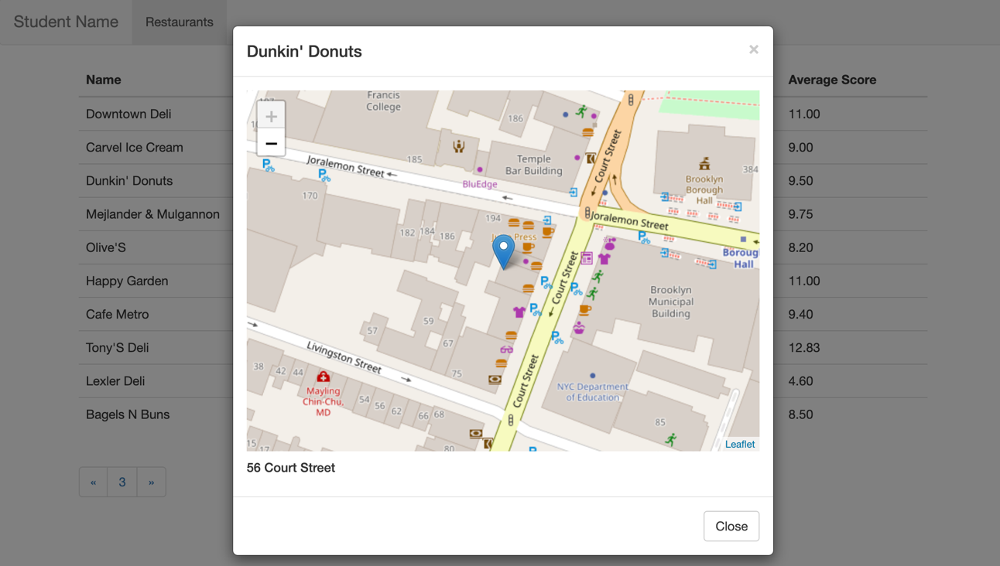 Student Name
Restaurants
Dunkin' Donuts
×
Name
Average Score
Downtown Deli
11.00
Carvel Ice Cream
9.00
Dunkin' Donuts
9.50
Mejlander & Mulgannon
9.75
Olive'S
8.20
Happy Garden
11.00
Cafe Metro
9.40
Tony'S Deli
12.83
Lexler Deli
4.60
Bagels N Buns
8.50
«
3
»
+
−
Francis
College
186
185
Temple
Bar Building
BluEdge
Joralemon Street
Court Street
384
Brooklyn
Borough
Hall
170
194
182
184
186
Press
Joralemon Street
Boroug
Hall
Court Street
Brooklyn
Municipal
Building
59
57
67
Livingston Street
75
38
42
44
Mayling
Chin-Chu,
MD
54
56
62
66
68
80
15
17
Court Street
NYC Department
of Education
85
Leaflet
56 Court Street
Close